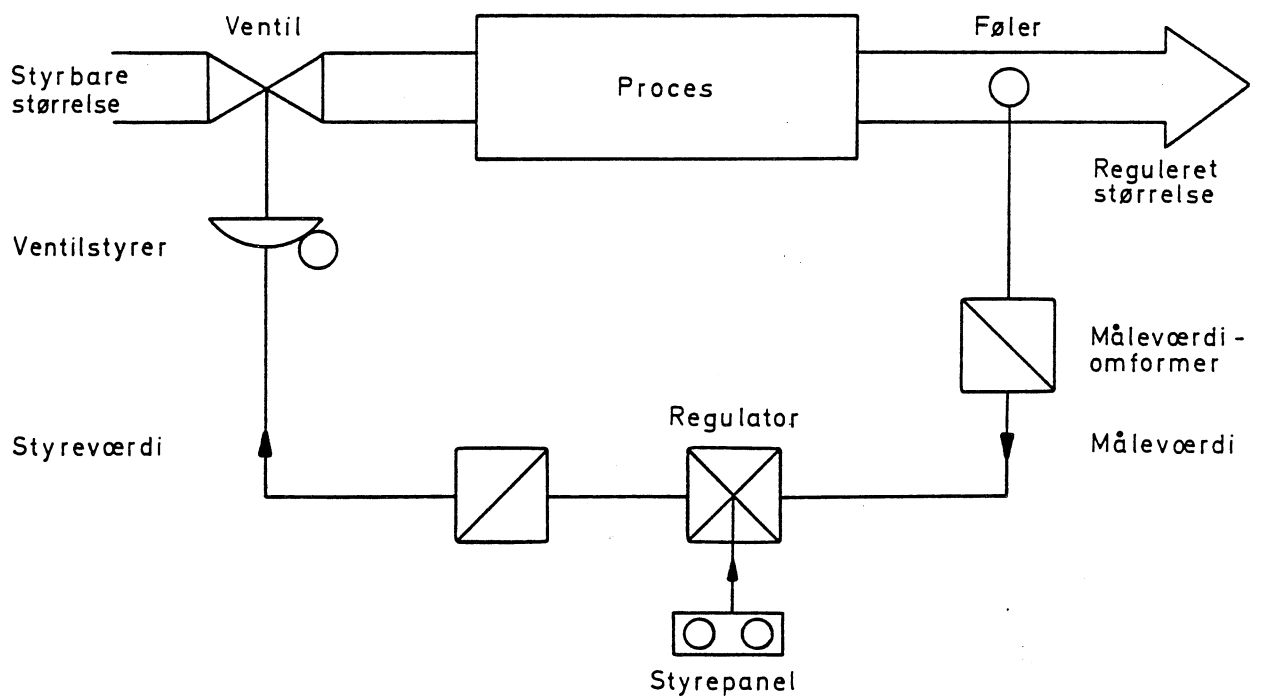 Ventil
Føler
Styrbare
størrelse
Proces
Reguleret
størrelse
Ventilstyrer
Måleværdi -
omformer
Regulator
Styreværdi
Måleværdi
Styrepanel